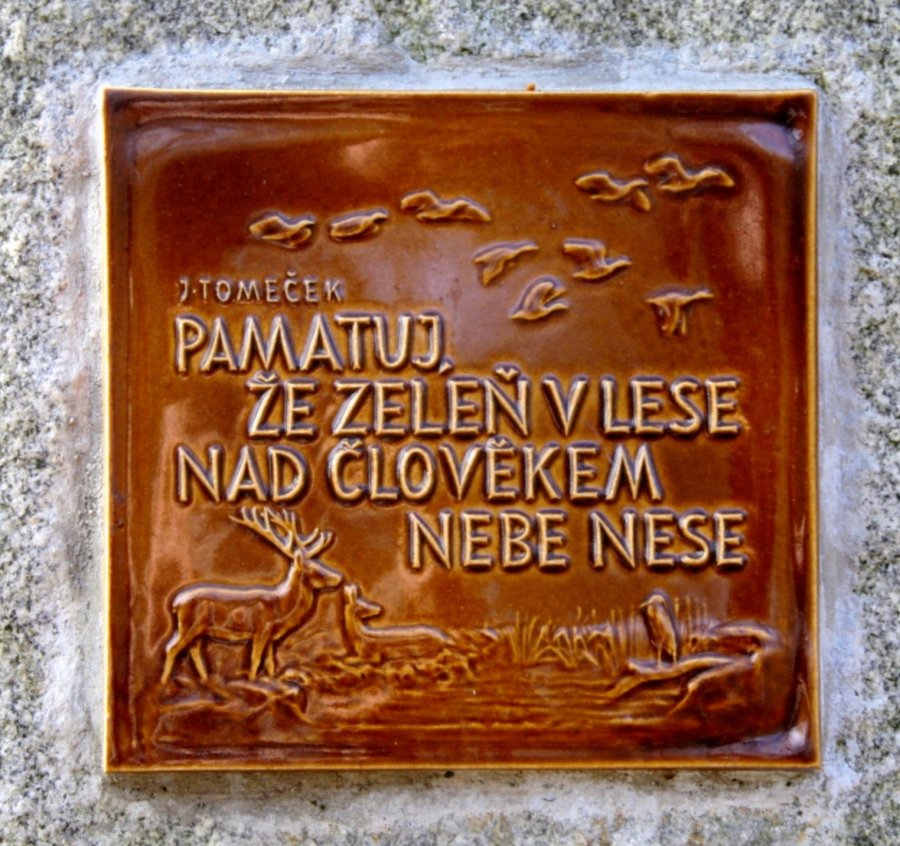 J·TOMEČEK
PAMATUJ,
ŽE ZELEŇ V LESE
NAD ČLOVĚKEM
NEBE NESE